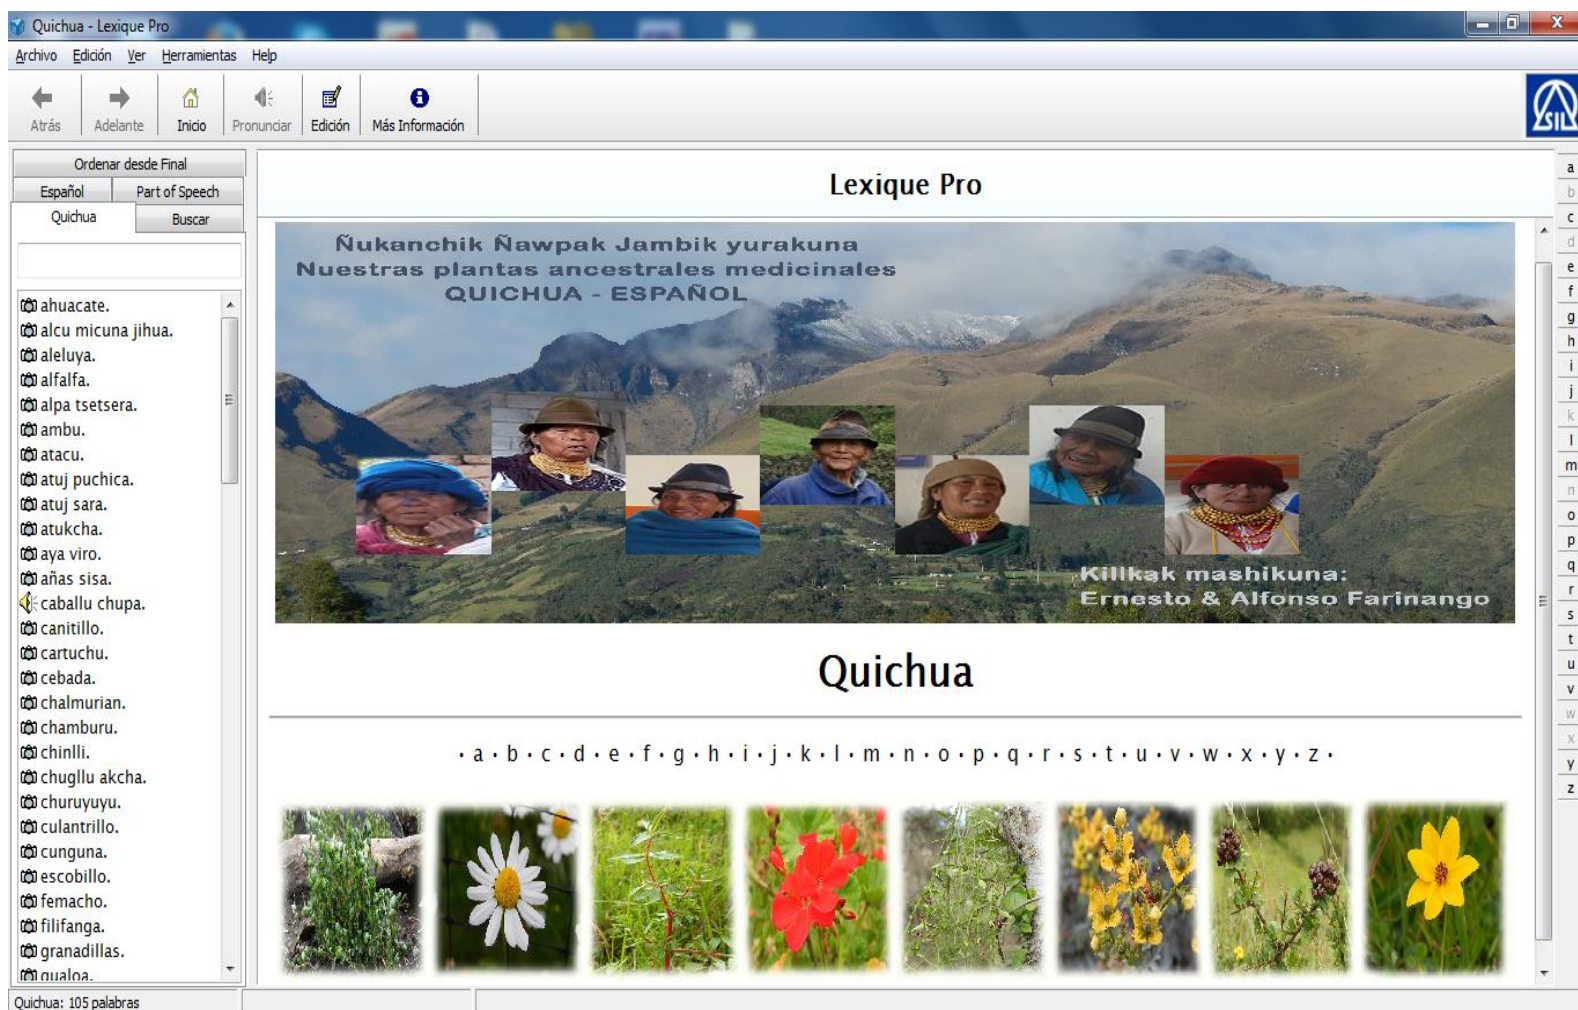 Quichua - Lexique Pro
Archivo Edición Ver Herramientas Help
Atrás Adelante Inicio Pronunciar Edición Más Información
SIL
Ordenar desde Final
Español Part of Speech
Quichua Buscar
ahuacate.
alcu micuna jihua.
aleluya.
alfalfa.
alpa tsetsera.
ambu.
atacu.
atuj puchica.
atuj sara.
atukcha.
aya viro.
añas sisa.
caballu chupa.
canitillo.
cartuchu.
cebada.
chalmurian.
chamburu.
chinlli.
chugllu akcha.
churuyuyu.
culantrillo.
cunguna.
escobillo.
femacho.
filifanga.
granadillas.
gualoa.
Quichua: 105 palabras
Lexique Pro
Ñukanchik Ñawpak Jambik yurakuna
Nuestras plantas ancestrales medicinales
QUICHUA - ESPAÑOL
Killkak mashikuna:
Ernesto & Alfonso Farinango
Quichua
· a · b · c · d · e · f · g · h · i · j · k · l · m · n · o · p · q · r · s · t · u · v · w · x · y · z ·
a
b
c
d
e
f
g
h
i
j
k
l
m
n
o
p
q
r
s
t
u
v
w
x
y
z